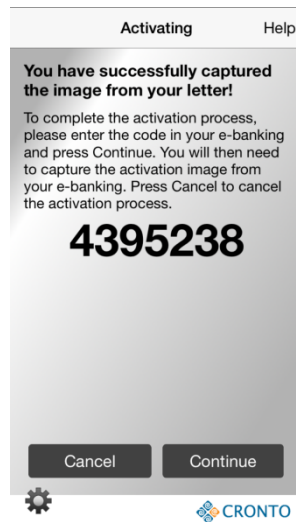 Activating Help
You have successfully captured
the image from your letter!
To complete the activation process,
please enter the code in your e-banking
and press Continue. You will then need
to capture the activation image from
your e-banking. Press Cancel to cancel
the activation process.
4395238
Cancel Continue
CRONTO